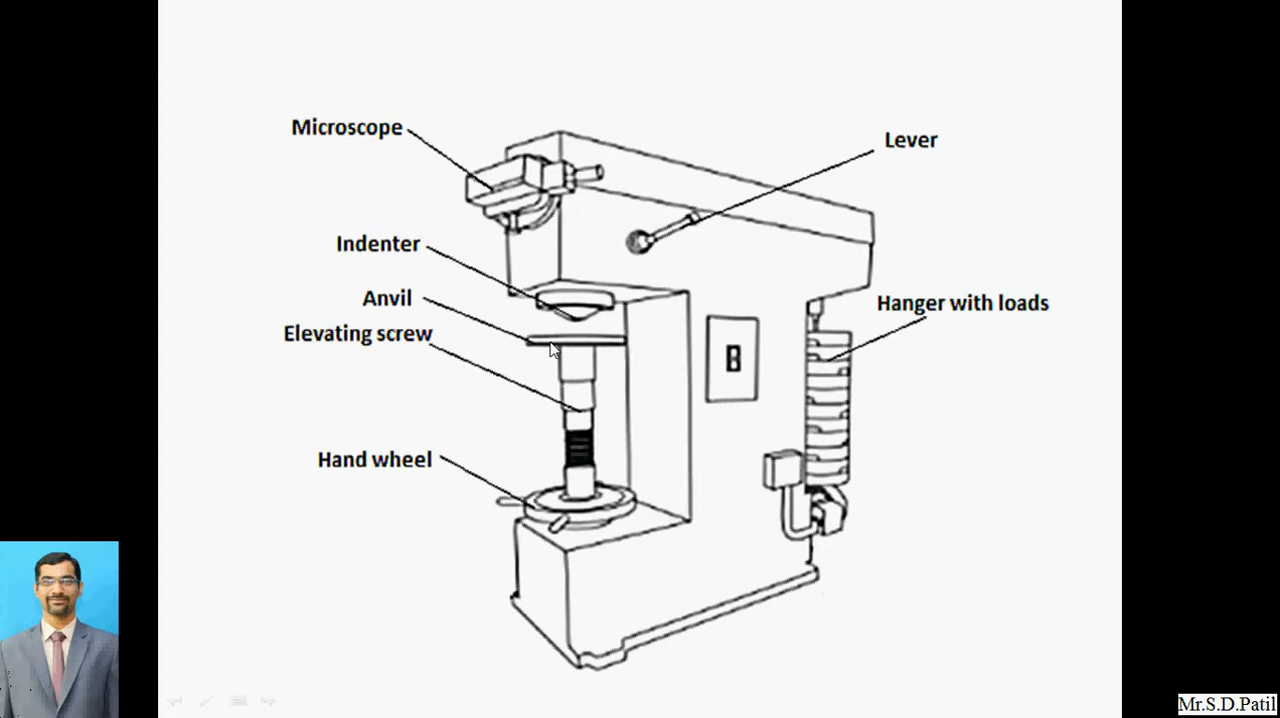 Microscope
Lever
Indenter
Anvil
Hanger with loads
Elevating screw
Hand wheel
Mr.S.D.Patil